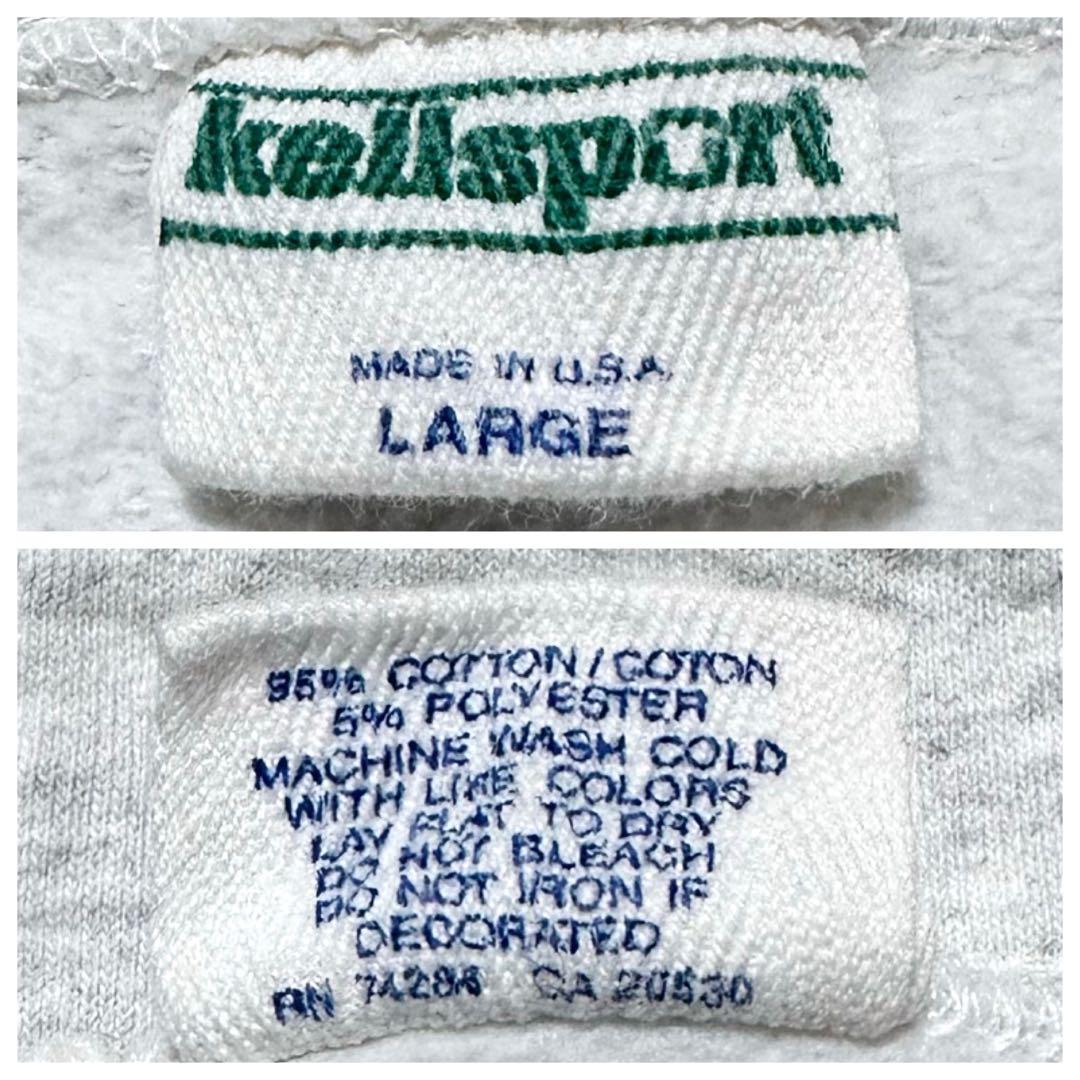 kellsport
MADE IN U.S.A.
LARGE
95% COTTON / COTON
5% POLYESTER
MACHINE WASH COLD
WITH LIKE COLORS
LAY FLAT TO DRY
DO NOT BLEACH
DO NOT IRON IF
DECORATED
RN CA 20530